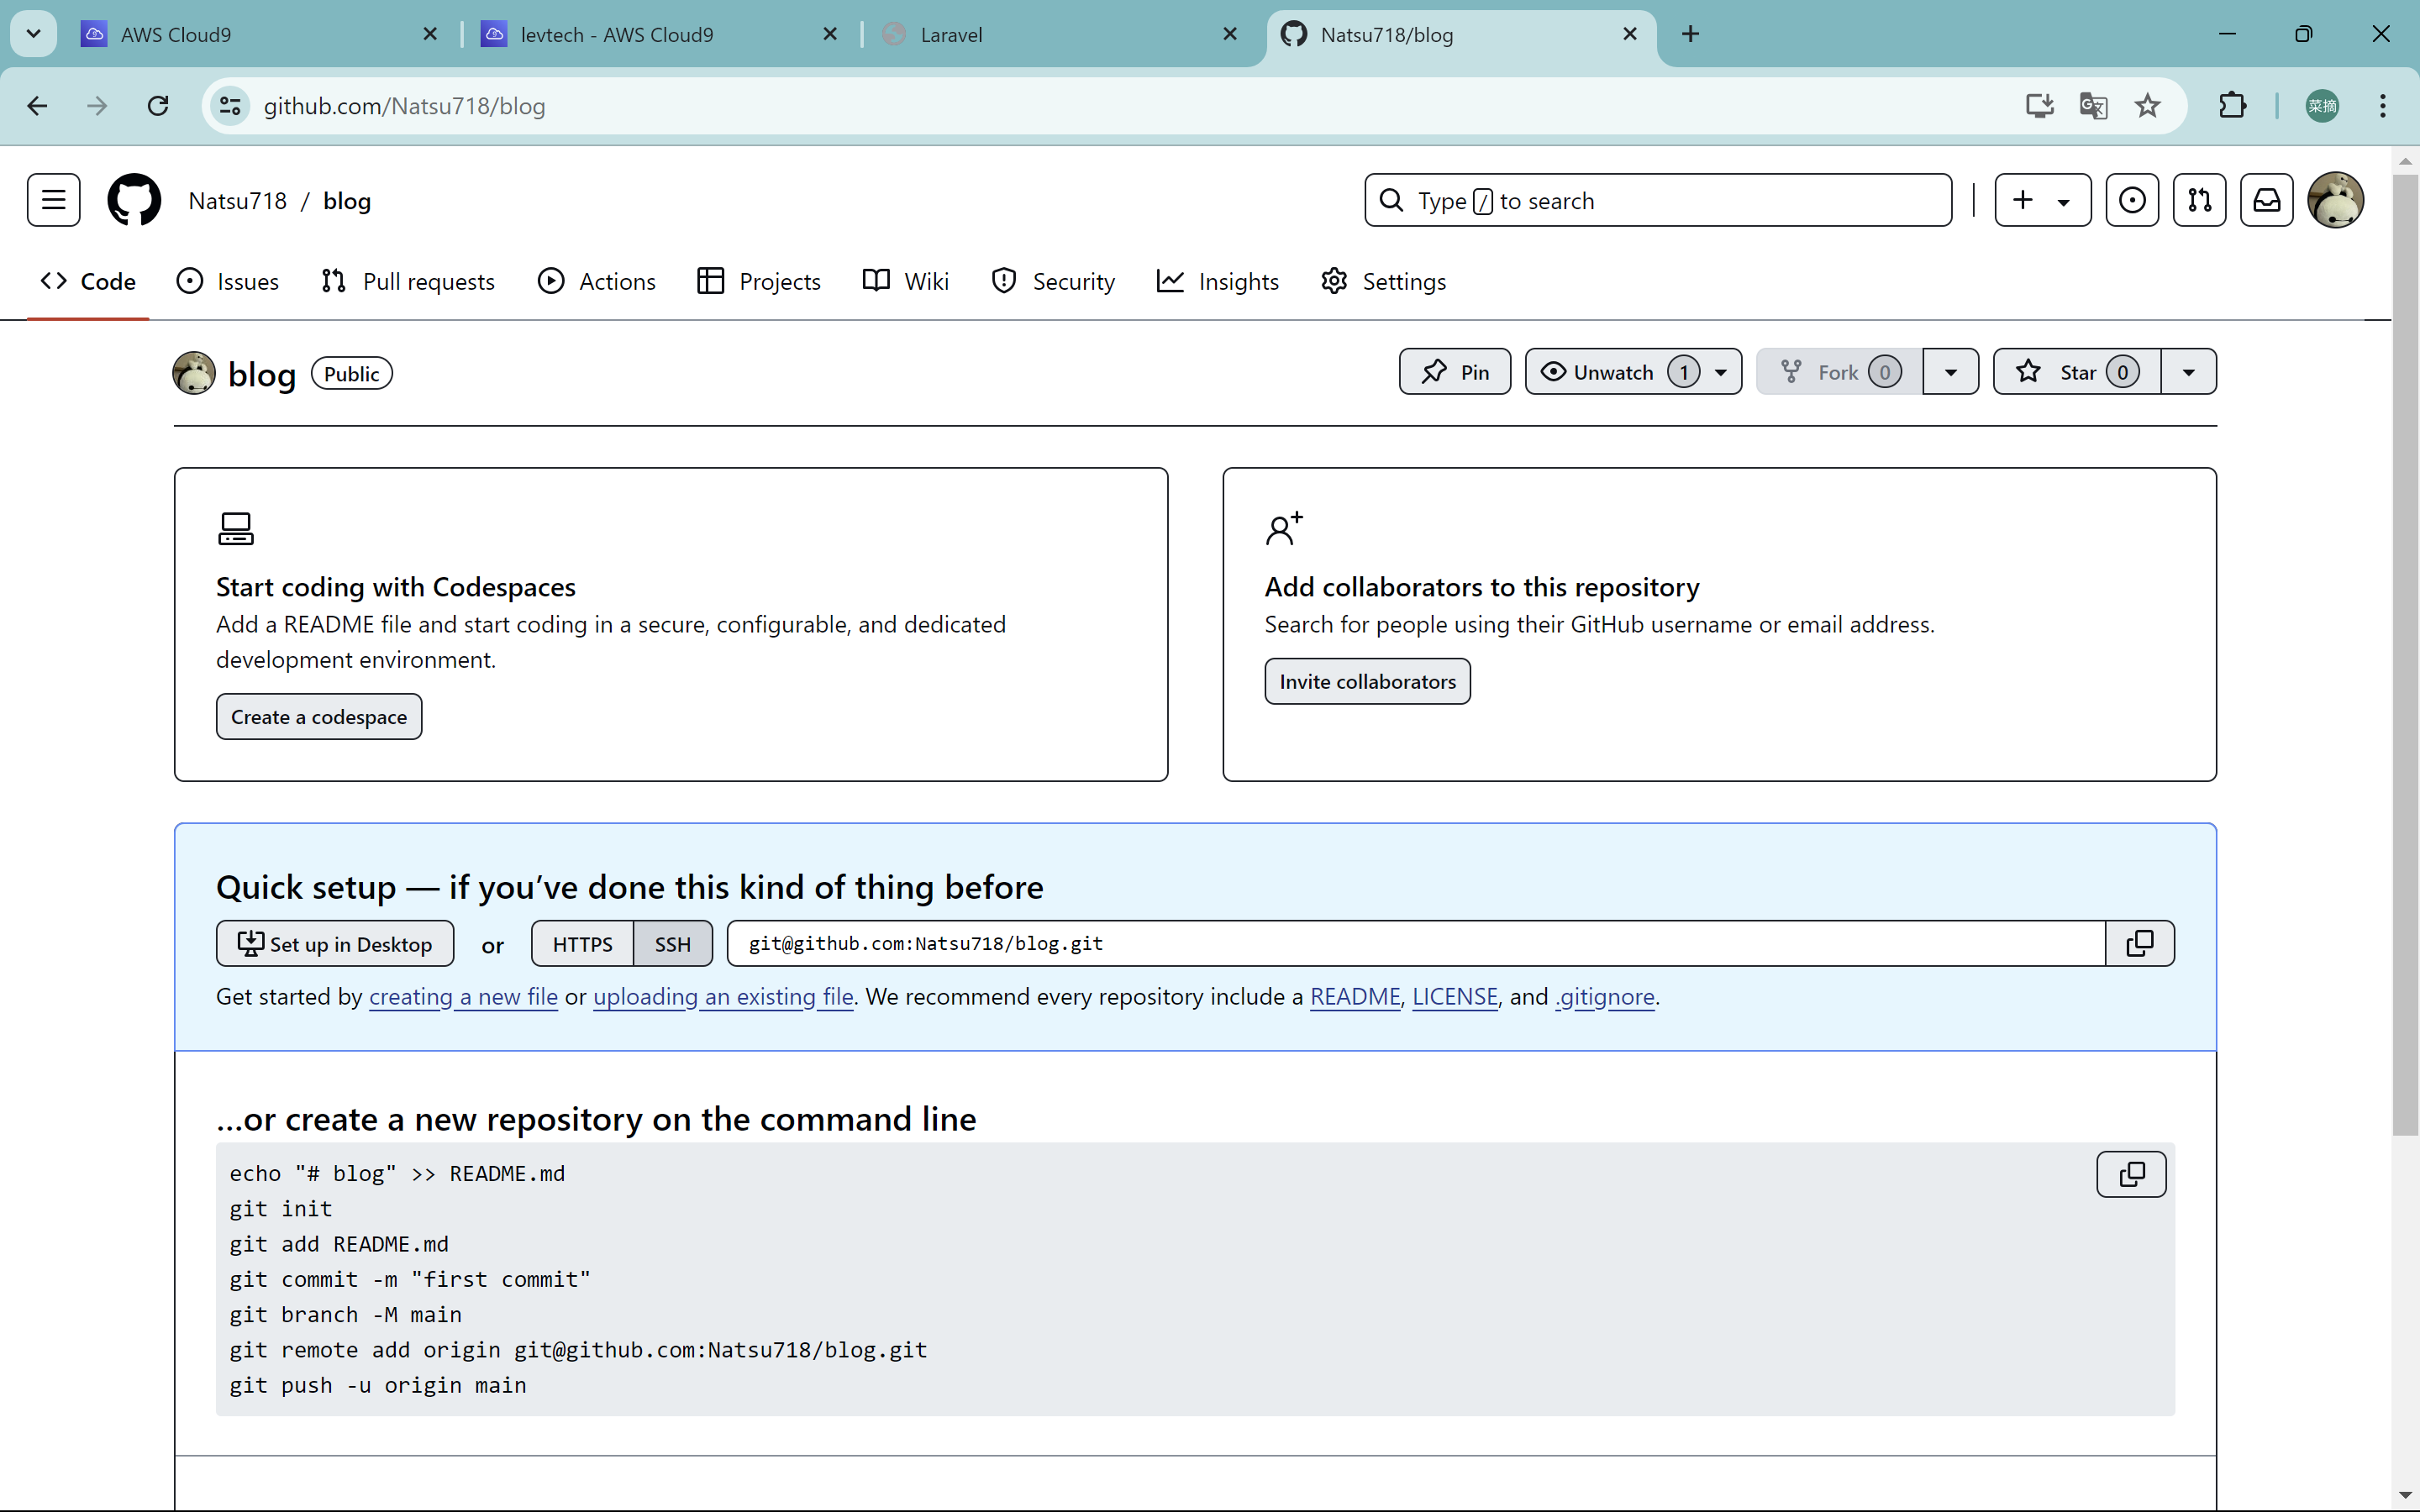 AWS Cloud9
levtech - AWS Cloud9
Laravel
Natsu718/blog
github.com/Natsu718/blog
菜摘
Natsu718 / blog
Type / to search
Code
Issues
Pull requests
Actions
Projects
Wiki
Security
Insights
Settings
blog Public
Pin
Unwatch 1
Fork 0
Star 0
Start coding with Codespaces
Add a README file and start coding in a secure, configurable, and dedicated
development environment.
Create a codespace
Add collaborators to this repository
Search for people using their GitHub username or email address.
Invite collaborators
Quick setup — if you’ve done this kind of thing before
Set up in Desktop or HTTPS SSH git@github.com:Natsu718/blog.git
Get started by creating a new file or uploading an existing file. We recommend every repository include a README, LICENSE, and .gitignore.
…or create a new repository on the command line
echo "# blog" >> README.md
git init
git add README.md
git commit -m "first commit"
git branch -M main
git remote add origin git@github.com:Natsu718/blog.git
git push -u origin main